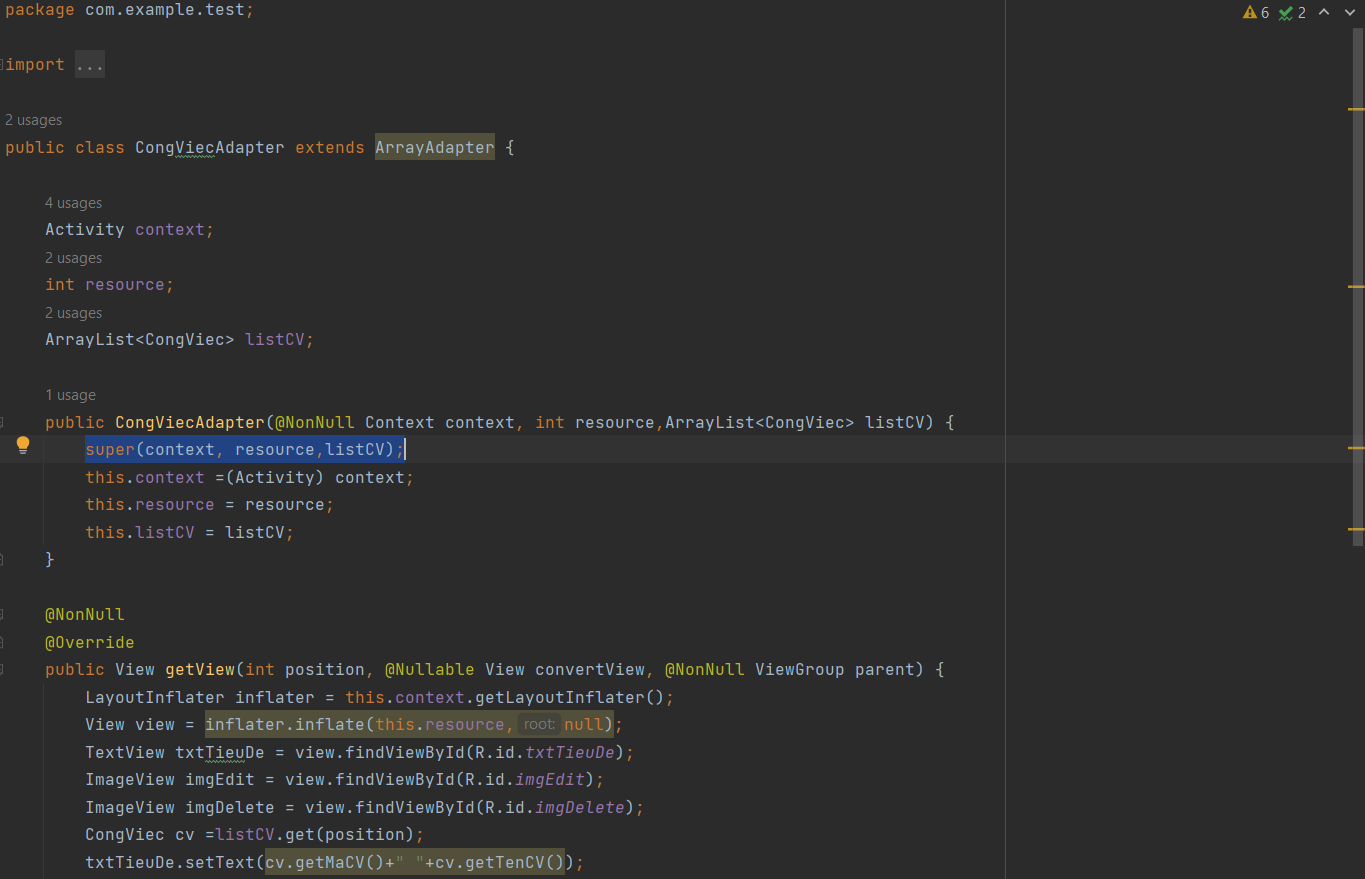 package com.example.test;
6 2
import ...
2 usages
public class CongViecAdapter extends ArrayAdapter {
4 usages
Activity context;
2 usages
int resource;
2 usages
ArrayList<CongViec> listCV;
1 usage
public CongViecAdapter(@NonNull Context context, int resource,ArrayList<CongViec> listCV) {
super(context, resource,listCV);
this.context =(Activity) context;
this.resource = resource;
this.listCV = listCV;
}
@NonNull
@Override
public View getView(int position, @Nullable View convertView, @NonNull ViewGroup parent) {
LayoutInflater inflater = this.context.getLayoutInflater();
View view = inflater.inflate(this.resource, root: null);
TextView txtTieuDe = view.findViewById(R.id.txtTieuDe);
ImageView imgEdit = view.findViewById(R.id.imgEdit);
ImageView imgDelete = view.findViewById(R.id.imgDelete);
CongViec cv =listCV.get(position);
txtTieuDe.setText(cv.getMaCV()+" "+cv.getTenCV());